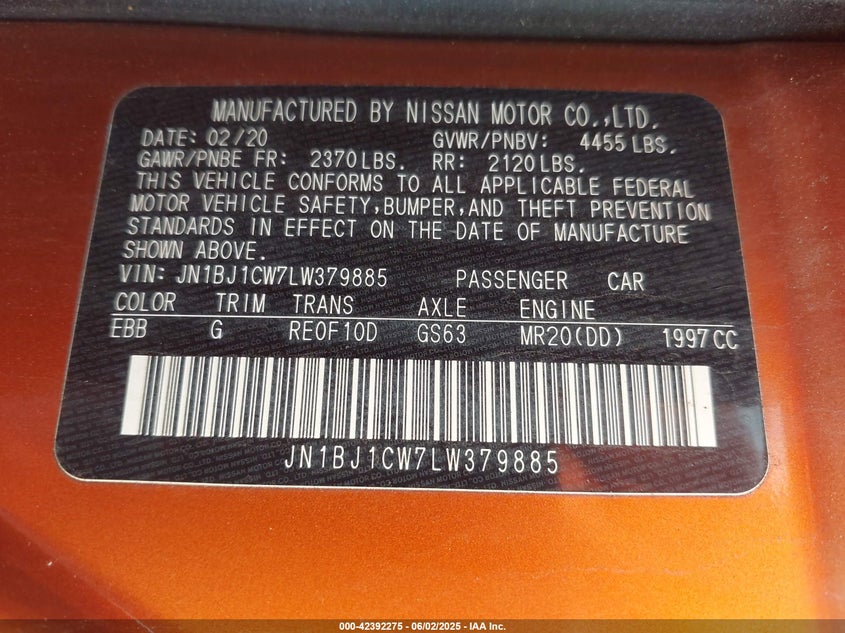 MANUFACTURED BY NISSAN MOTOR CO.,LTD.
DATE: 02/20 GVWR/PNBV: 4455 LBS.
GAWR/PNBE FR: 2370 LBS. RR: 2120 LBS.
THIS VEHICLE CONFORMS TO ALL APPLICABLE FEDERAL
MOTOR VEHICLE SAFETY,BUMPER,AND THEFT PREVENTION
STANDARDS IN EFFECT ON THE DATE OF MANUFACTURE
SHOWN ABOVE.
VIN: JN1BJ1CW7LW379885 PASSENGER CAR
COLOR TRIM TRANS AXLE ENGINE
EBB G RE0F10D GS63 MR20(DD) 1997 CC
JN1BJ1CW7LW379885
000-42392275 | 06/02/2025 - IAA Inc.